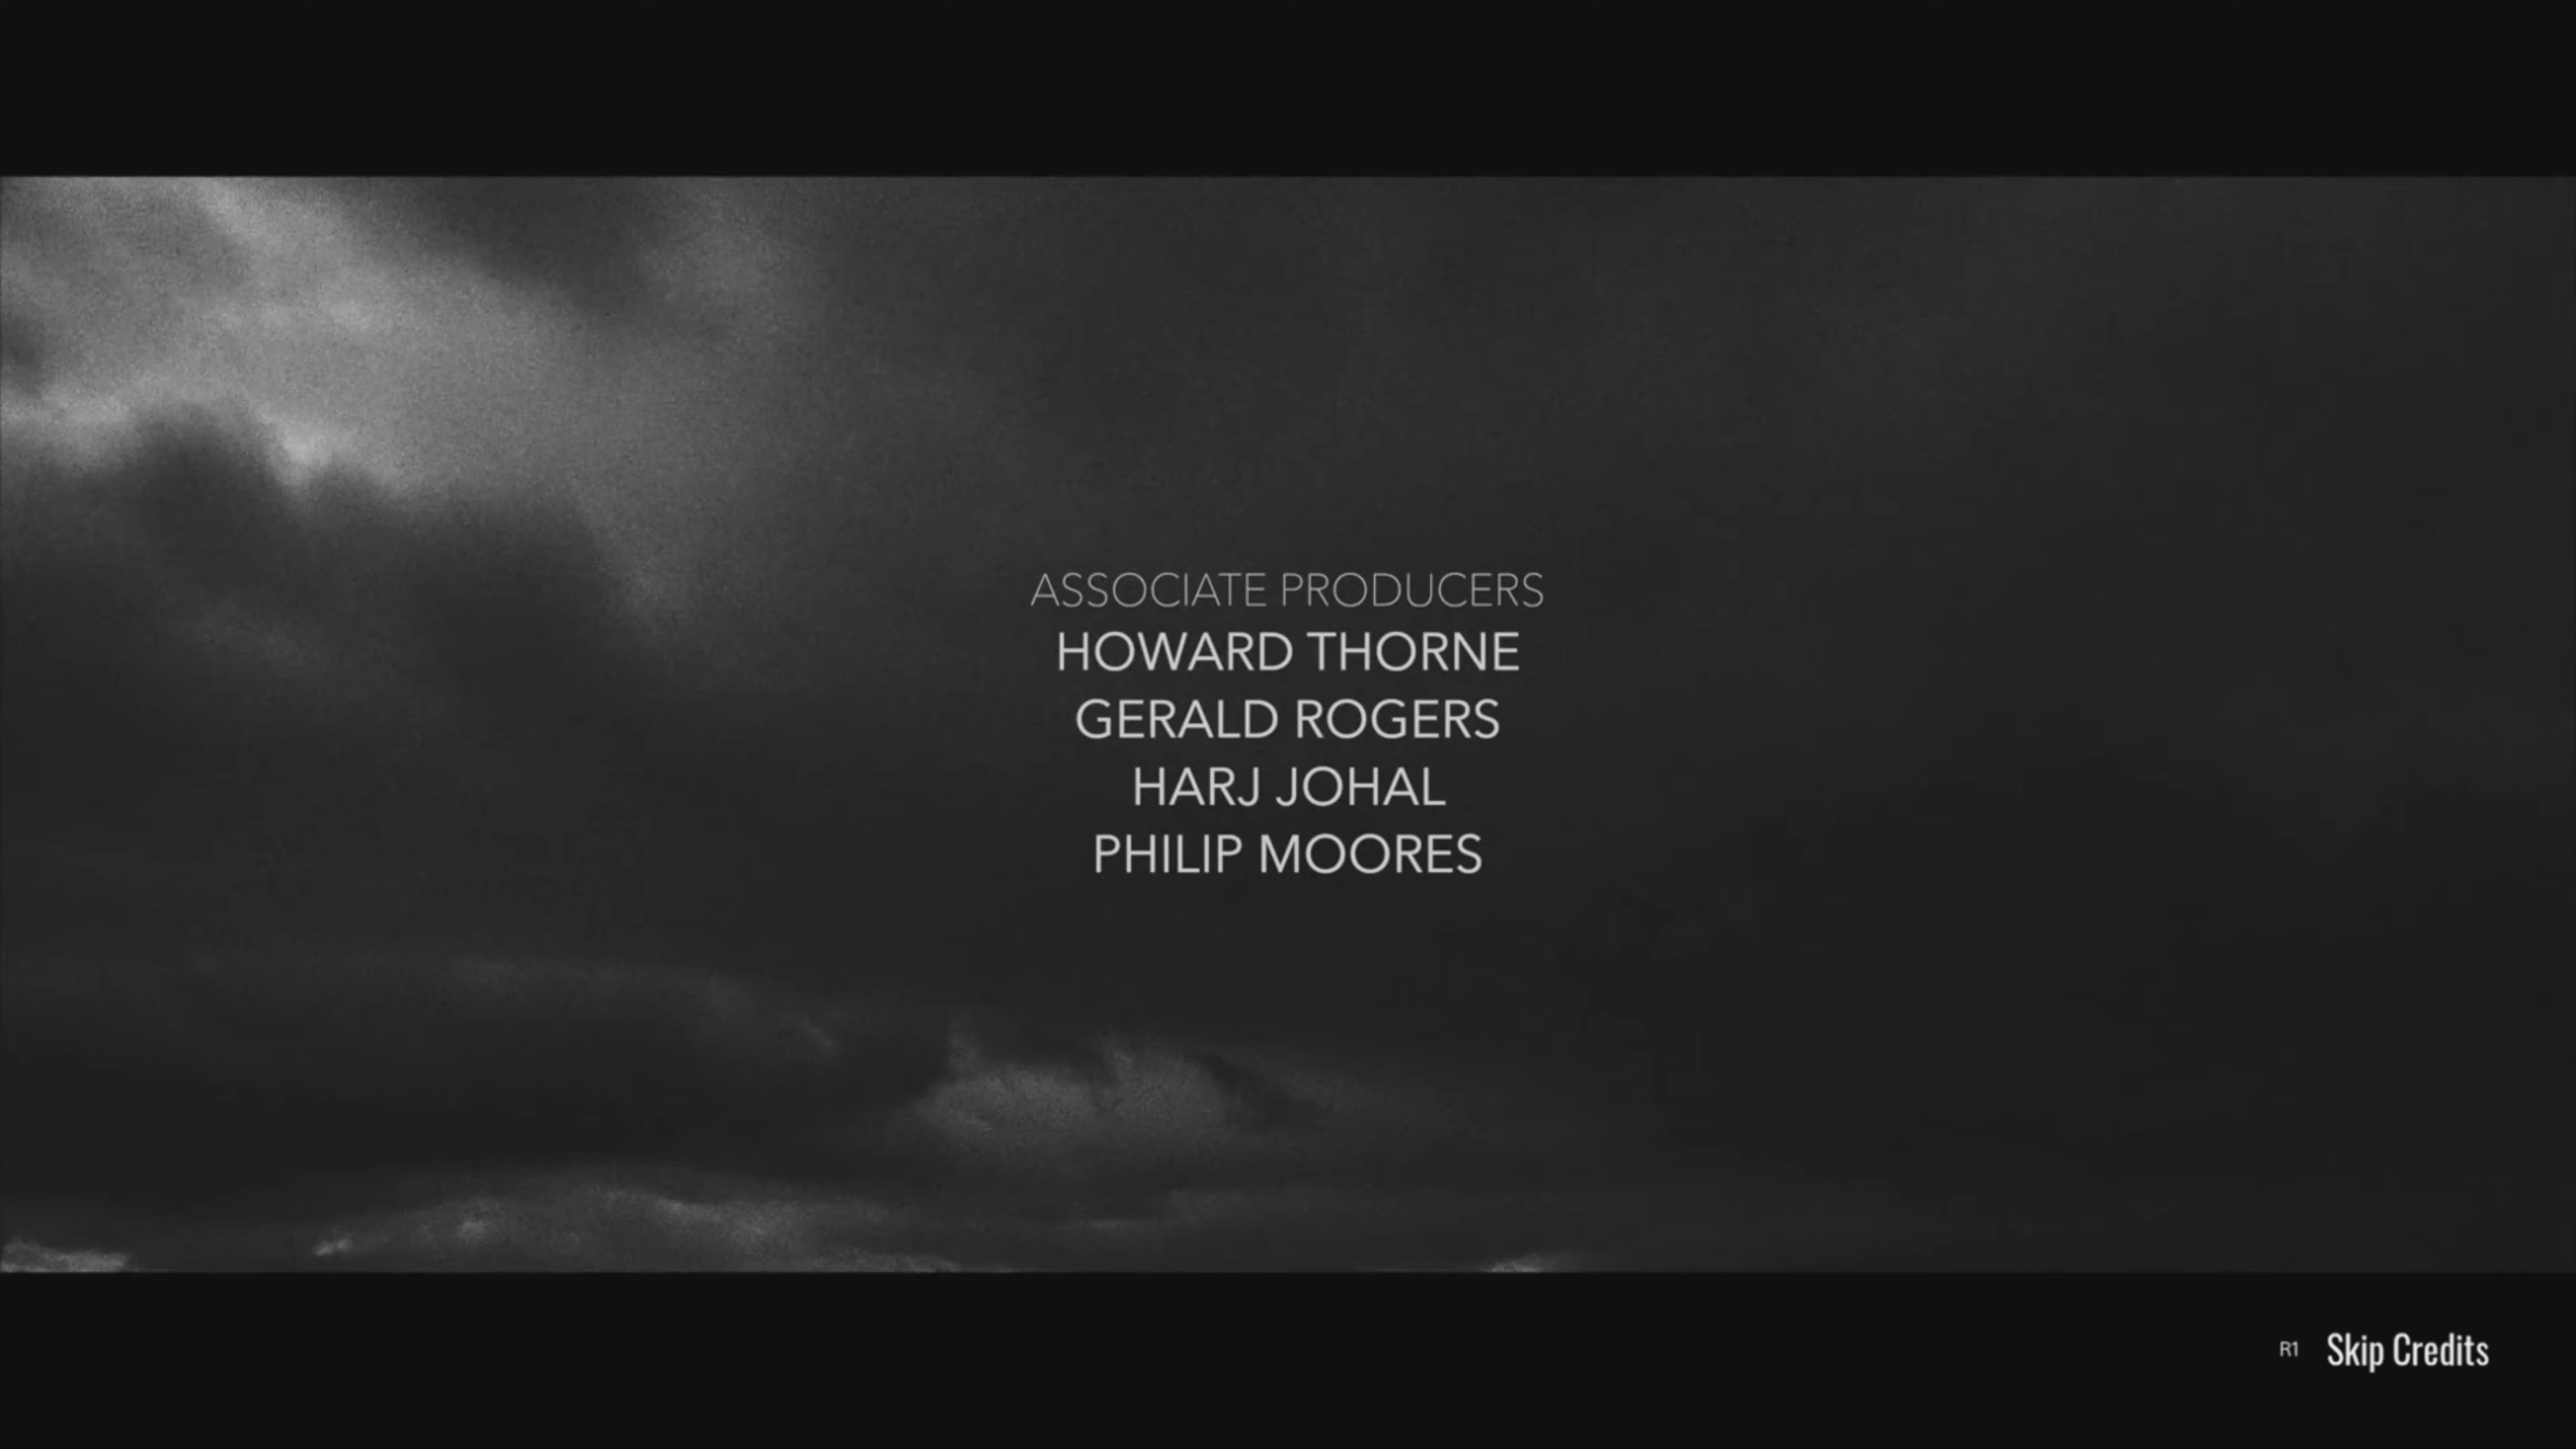 ASSOCIATE PRODUCERS
HOWARD THORNE
GERALD ROGERS
HARJ JOHAL
PHILIP MOORES
R1 Skip Credits